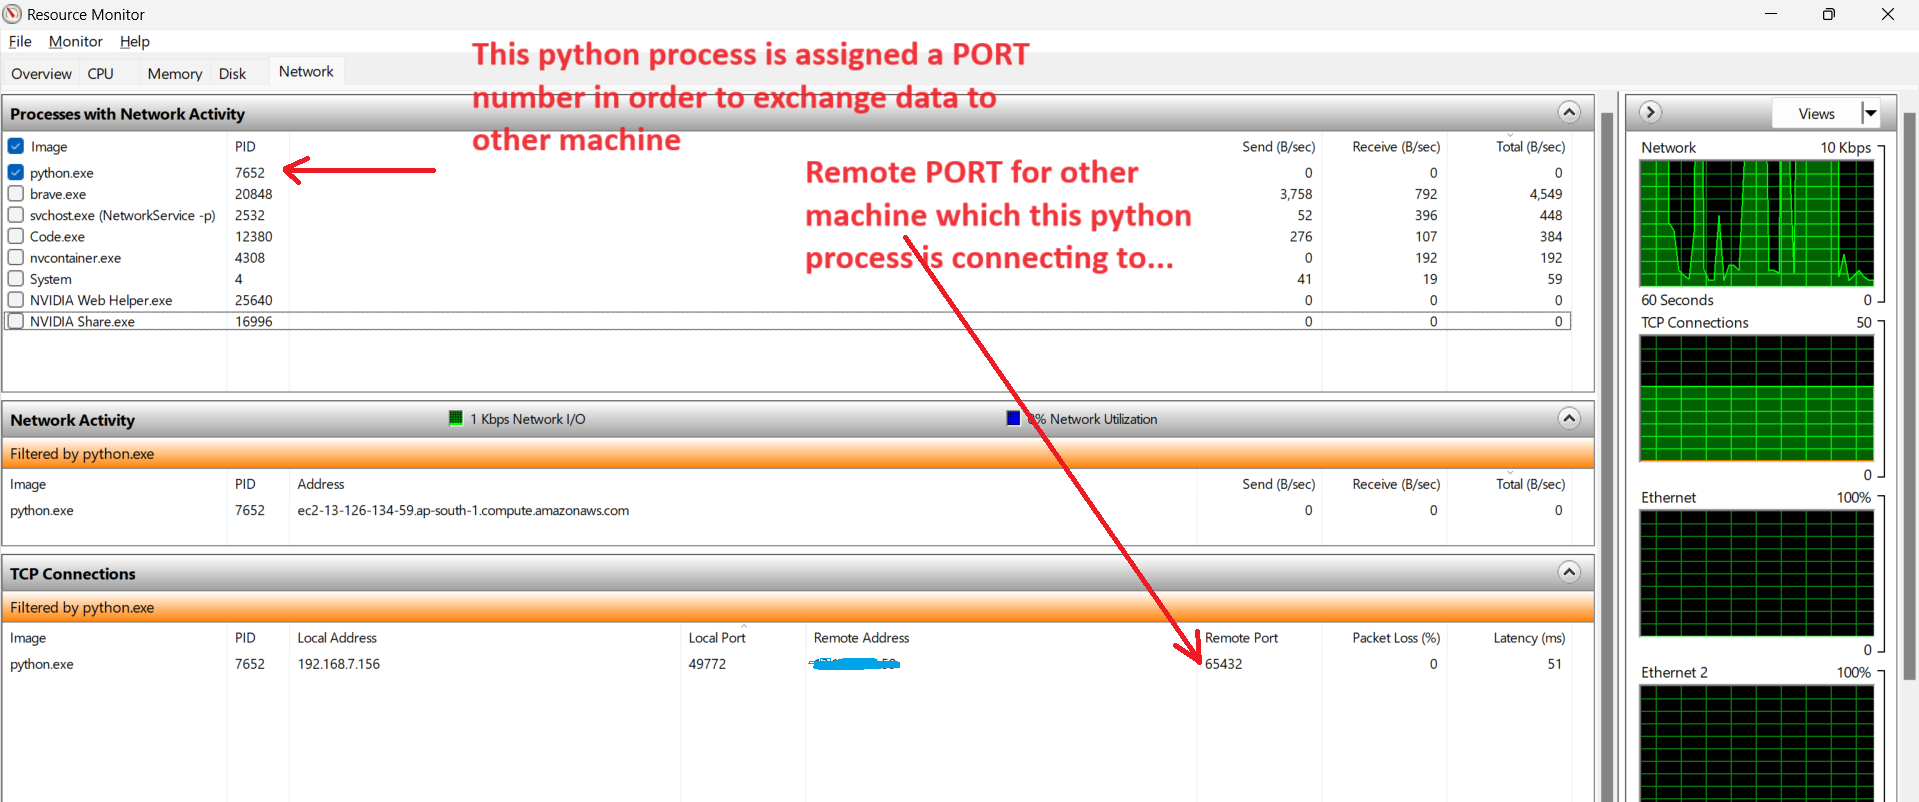 Resource Monitor
File Monitor Help
Overview CPU Memory Disk Network
This python process is assigned a PORT
number in order to exchange data to
other machine
Processes with Network Activity
Image PID Send (B/sec) Receive (B/sec) Total (B/sec)
python.exe 7652 0 0 0
brave.exe 20848 3,758 792 4,549
svchost.exe (NetworkService -p) 2532 52 396 448
Code.exe 12380 276 107 384
nvcontainer.exe 4308 0 192 192
System 4 41 19 59
NVIDIA Web Helper.exe 25640 0 0 0
NVIDIA Share.exe 16996 0 0 0
Remote PORT for other
machine which this python
process is connecting to...
Network Activity 1 Kbps Network I/O % Network Utilization
Filtered by python.exe
Image PID Address Send (B/sec) Receive (B/sec) Total (B/sec)
python.exe 7652 ec2-13-126-134-59.ap-south-1.compute.amazonaws.com 0 0 0
TCP Connections
Filtered by python.exe
Image PID Local Address Local Port Remote Address Remote Port Packet Loss (%) Latency (ms)
python.exe 7652 192.168.7.156 49772 65432 0 51
Views
Network 10 Kbps
60 Seconds 0
TCP Connections 50
0
Ethernet 100%
0
Ethernet 2 100%